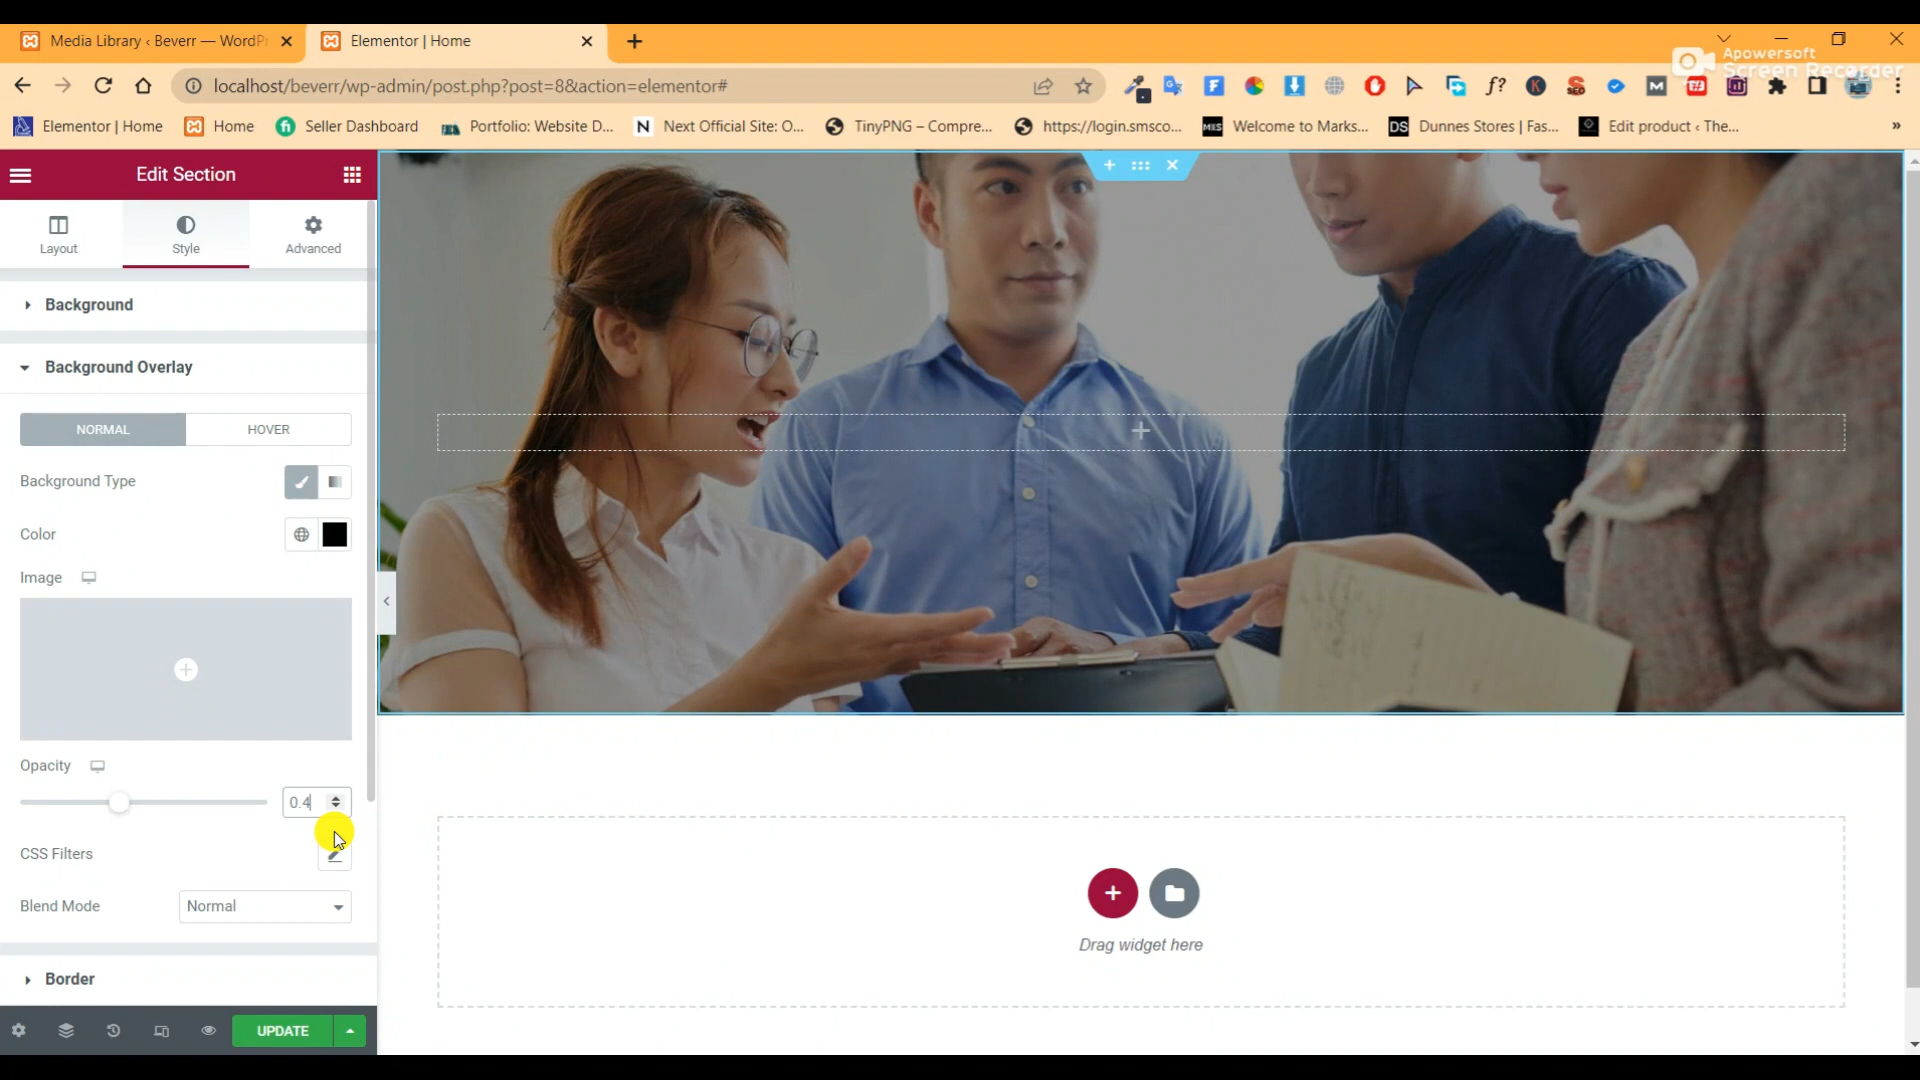 Media Library ‹ Beverr — WordPr
Elementor | Home
Apowersoft
Screen Recorder
localhost/beverr/wp-admin/post.php?post=8&action=elementor#
Elementor | Home
Home
Seller Dashboard
Portfolio: Website D...
Next Official Site: O...
TinyPNG – Compre...
https://login.smsco...
Welcome to Marks...
Dunnes Stores | Fas...
Edit product ‹ The...
»
Edit Section
Layout
Style
Advanced
Background
Background Overlay
NORMAL
HOVER
Background Type
Color
Image
Opacity
0.4
CSS Filters
Blend Mode
Normal
Border
UPDATE
Drag widget here